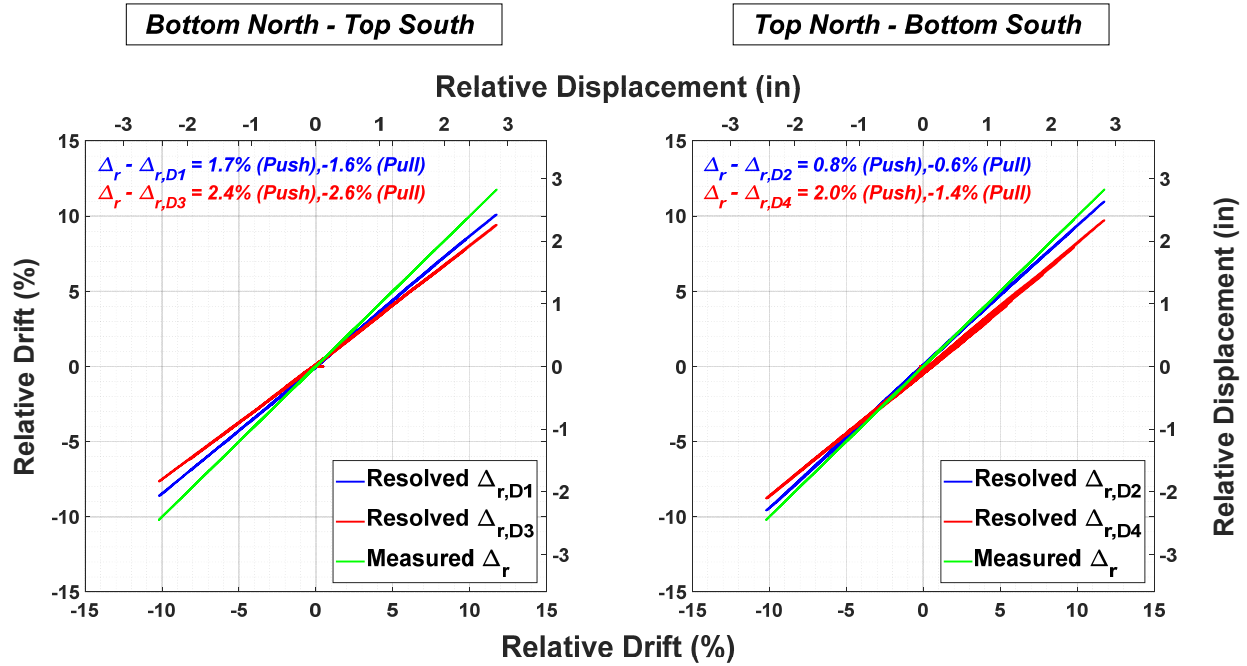 Bottom North - Top South
Top North - Bottom South
Relative Displacement (in)
-3 -2 -1 0 1 2 3
-3 -2 -1 0 1 2 3
Δr - Δr,D1 = 1.7% (Push),-1.6% (Pull)
Δr - Δr,D3 = 2.4% (Push),-2.6% (Pull)
Δr - Δr,D2 = 0.8% (Push),-0.6% (Pull)
Δr - Δr,D4 = 2.0% (Push),-1.4% (Pull)
Relative Drift (%)
15
10
5
0
-5
-10
-15
3
2
1
0
-1
-2
-3
Resolved Δr,D1
Resolved Δr,D3
Measured Δr
-15 -10 -5 0 5 10 15
15
10
5
0
-5
-10
-15
3
2
1
0
-1
-2
-3
Resolved Δr,D2
Resolved Δr,D4
Measured Δr
-15 -10 -5 0 5 10 15
Relative Displacement (in)
Relative Drift (%)